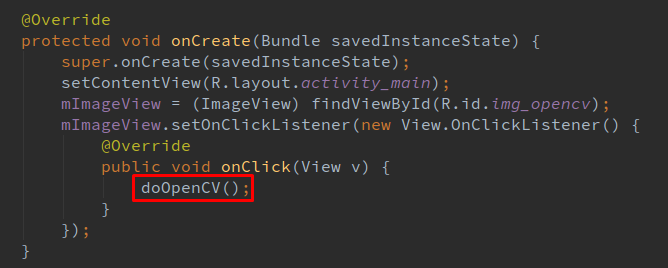 @Override
protected void onCreate(Bundle savedInstanceState) {
    super.onCreate(savedInstanceState);
    setContentView(R.layout.activity_main);
    mImageView = (ImageView) findViewById(R.id.img_opencv);
    mImageView.setOnClickListener(new View.OnClickListener() {
        @Override
        public void onClick(View v) {
            doOpenCV();
        }
    });
}